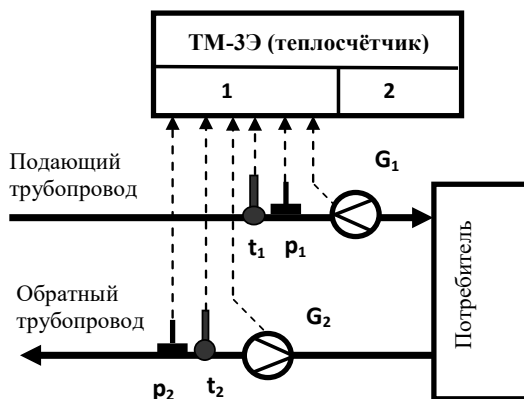 ТМ-3Э (теплосчётчик)
1 2
G1
Подающий
трубопровод
t1 p1
Потребитель
Обратный
трубопровод
G2
p2 t2